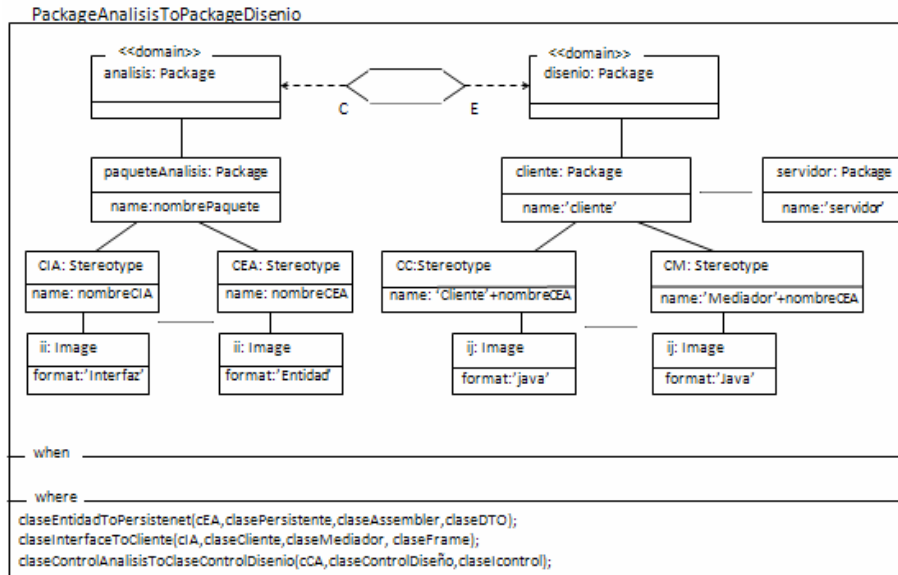 PackageAnalisisToPackageDisenio
<<domain>>
analisis: Package
<<domain>>
disenio: Package
C
E
paqueteAnalisis: Package
name:nombrePaquete
cliente: Package
name:'cliente'
servidor: Package
name:'servidor'
CIA: Stereotype
name: nombreCIA
CEA: Stereotype
name: nombreCEA
CC:Stereotype
name: 'Cliente'+nombreCEA
CM: Stereotype
name:'Mediador'+nombreCEA
ii: Image
format:'Interfaz'
ii: Image
format:'Entidad'
ij: Image
format:'java'
ij: Image
format:'Java'
when
where
claseEntidadToPersistenet(cEA,clasePersistente,claseAssembler,claseDTO);
claseInterfaceToCliente(cIA,claseCliente,claseMediador, claseFrame);
claseControlAnalisisToClaseControlDisenio(cCA,claseControlDiseño,claseIcontrol);